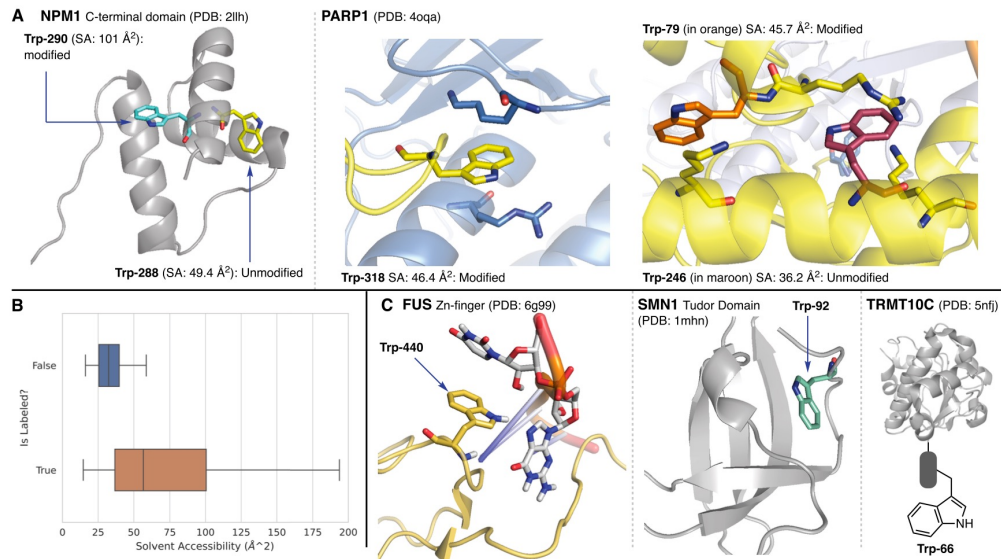 A
NPM1 C-terminal domain (PDB: 2llh)
Trp-290 (SA: 101 Å²):
modified
Trp-288 (SA: 49.4 Å²): Unmodified
PARP1 (PDB: 4oqa)
Trp-318 SA: 46.4 Å²: Modified
Trp-79 (in orange) SA: 45.7 Å²: Modified
Trp-246 (in maroon) SA: 36.2 Å²: Unmodified
B
Is Labeled?
False
True
0 25 50 75 100 125 150 175 200
Solvent Accessibility (Å^2)
C
FUS Zn-finger (PDB: 6g99)
Trp-440
SMN1 Tudor Domain
(PDB: 1mhn)
Trp-92
TRMT10C (PDB: 5nfj)
NH
Trp-66